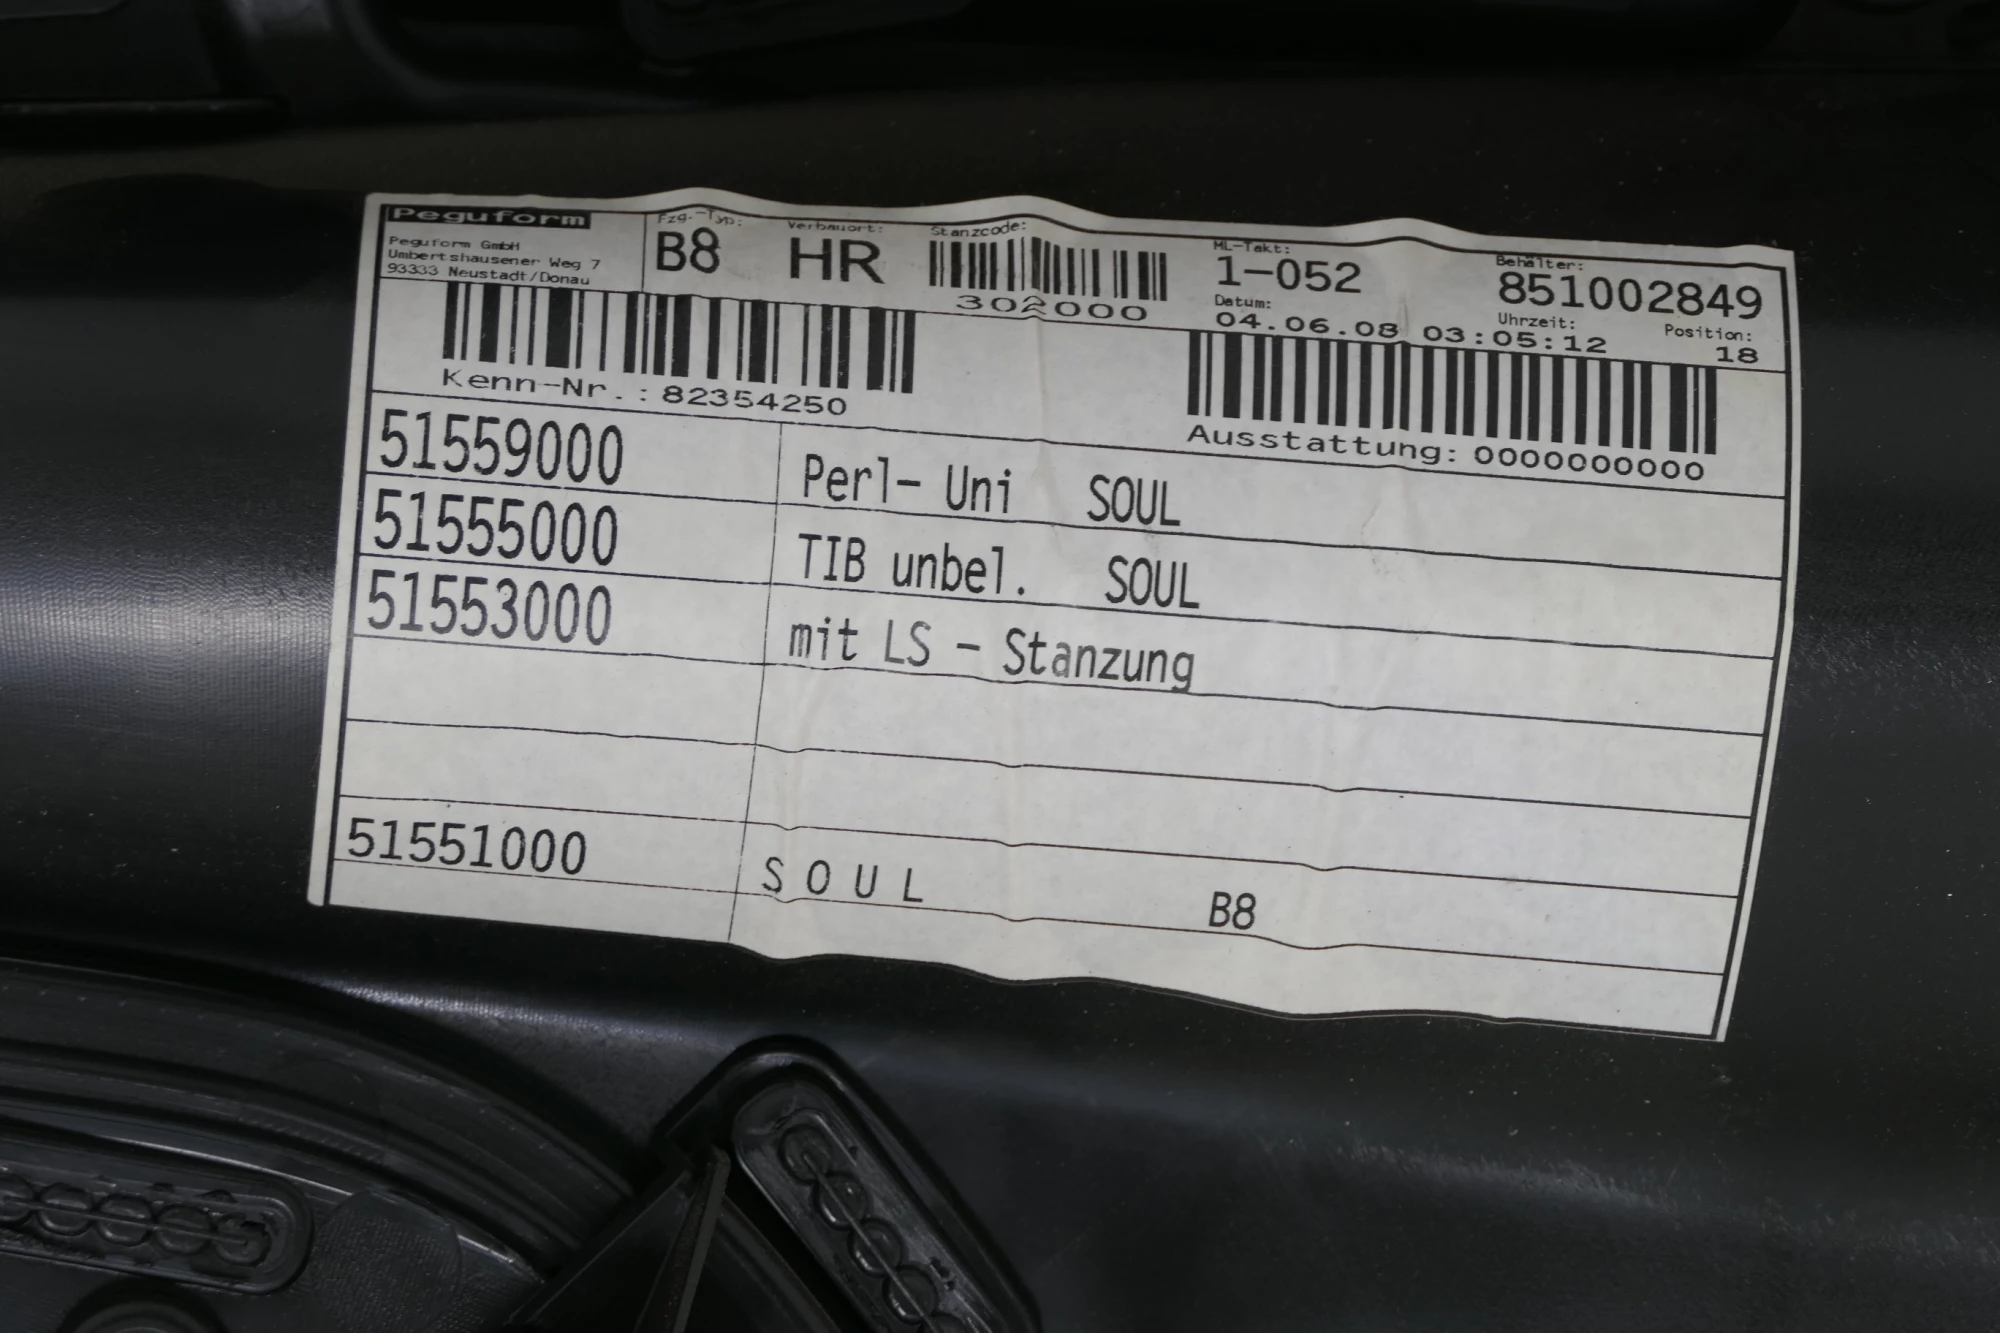 Peguform
Peguform GmbH
Umbertshausener Weg 7
93333 Neustadt/Donau
Fzg.-Typ:
B8
Verbauort:
HR
Stanzcode:
302000
ML-Takt:
1-052
Behälter:
851002849
Datum:
04.06.08
Uhrzeit:
03:05:12
Position:
18
Kenn-Nr.:82354250
Ausstattung: 0000000000
51559000 Perl- Uni SOUL
51555000 TIB unbel. SOUL
51553000 mit LS - Stanzung
51551000 S O U L B8